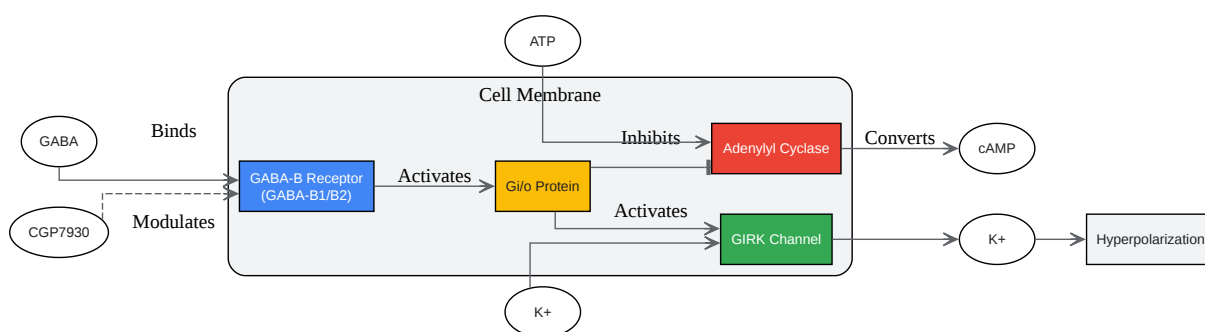 ATP
Cell Membrane
Binds
GABA
Inhibits
Adenylyl Cyclase
Converts
cAMP
GABA-B Receptor
(GABA-B1/B2)
Activates
Gi/o Protein
Modulates
CGP7930
Activates
GIRK Channel
K+
Hyperpolarization
K+